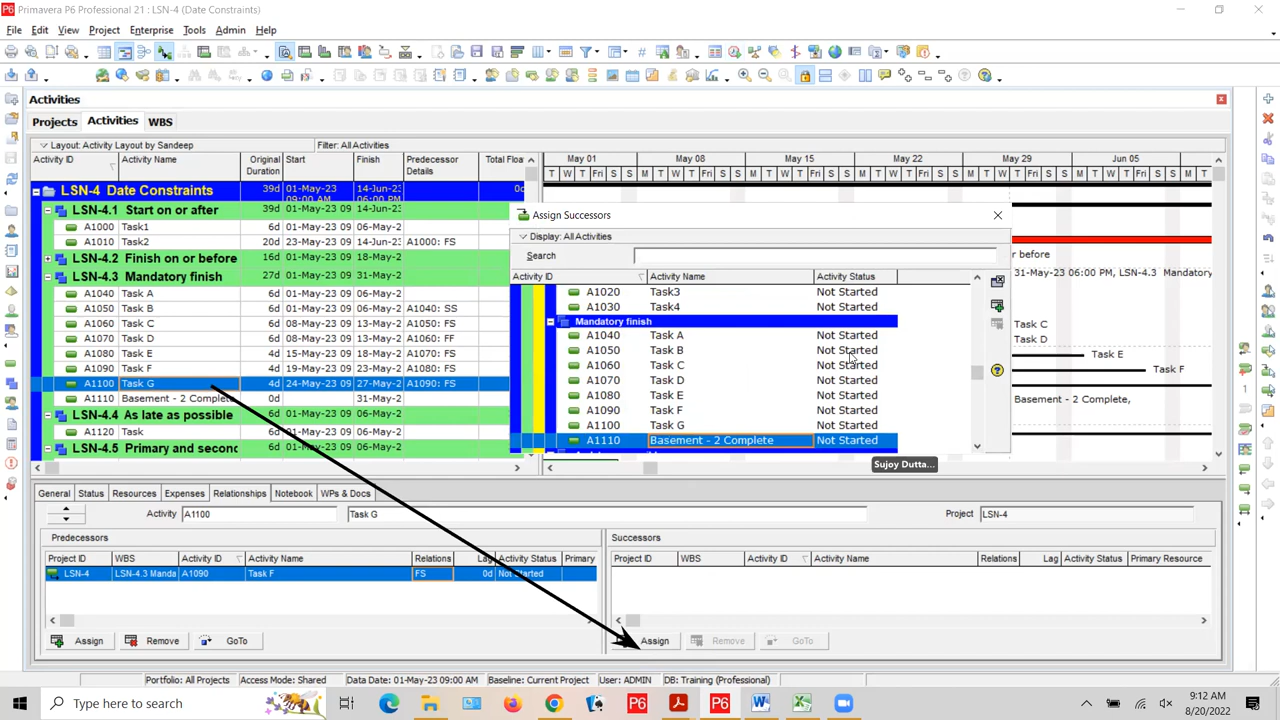 Primavera P6 Professional 21 : LSN-4 (Date Constraints)
File Edit View Project Enterprise Tools Admin Help
Activities
Projects Activities WBS
Layout: Activity Layout by Sandeep Filter: All Activities
Activity ID Activity Name Original Duration Start Finish Predecessor Details Total Floa
May 01 May 08 May 15 May 22 May 29 Jun 05
LSN-4 Date Constraints 39d 01-May-23 09:00 AM 14-Jun-23 06:00 PM 0d
LSN-4.1 Start on or after 39d 01-May-23 09 14-Jun-23
A1000 Task1 6d 01-May-23 09 06-May-23
A1010 Task2 20d 23-May-23 09 14-Jun-23 A1000: FS
LSN-4.2 Finish on or before 6d 01-May-23 09 06-May-23
LSN-4.3 Mandatory finish 27d 01-May-23 09 31-May-23
A1040 Task A 6d 01-May-23 09 06-May-23
A1050 Task B 6d 01-May-23 09 06-May-23 A1040: SS
A1060 Task C 6d 08-May-23 09 13-May-23 A1050: FS
A1070 Task D 6d 08-May-23 09 13-May-23 A1060: FF
A1080 Task E 4d 15-May-23 09 18-May-23 A1070: FS
A1090 Task F 4d 19-May-23 09 23-May-23 A1080: FS
A1100 Task G 4d 24-May-23 09 27-May-23 A1090: FS
A1110 Basement - 2 Complete 0d 31-May-23
LSN-4.4 As late as possible 6d 01-May-23 09 06-May-23
A1120 Task 6d 01-May-23 09 06-May-23
LSN-4.5 Primary and second 6d 01-May-23 09 06-May-23
Assign Successors
Display: All Activities
Search
Activity ID Activity Name Activity Status
A1020 Task3 Not Started
A1030 Task4 Not Started
Mandatory finish
A1040 Task A Not Started
A1050 Task B Not Started
A1060 Task C Not Started
A1070 Task D Not Started
A1080 Task E Not Started
A1090 Task F Not Started
A1100 Task G Not Started
A1110 Basement - 2 Complete Not Started
or before
31-May-23 06:00 PM, LSN-4.3 Mandatory
Task C
Task D
Task E
Task F
Basement - 2 Complete,
Sujoy Dutta...
General Status Resources Expenses Relationships Notebook WPs & Docs
Activity A1100 Task G Project LSN-4
Predecessors
Project ID WBS Activity ID Activity Name Relations Lag Activity Status Primary
LSN-4 LSN-4.3 Manda A1090 Task F FS 0d Not Started
Assign Remove GoTo
Successors
Project ID WBS Activity ID Activity Name Relations Lag Activity Status Primary Resource
Assign Remove GoTo
Portfolio: All Projects Access Mode: Shared Data Date: 01-May-23 09:00 AM Baseline: Current Project User: ADMIN DB: Training (Professional)
Type here to search
9:12 AM
8/20/2022